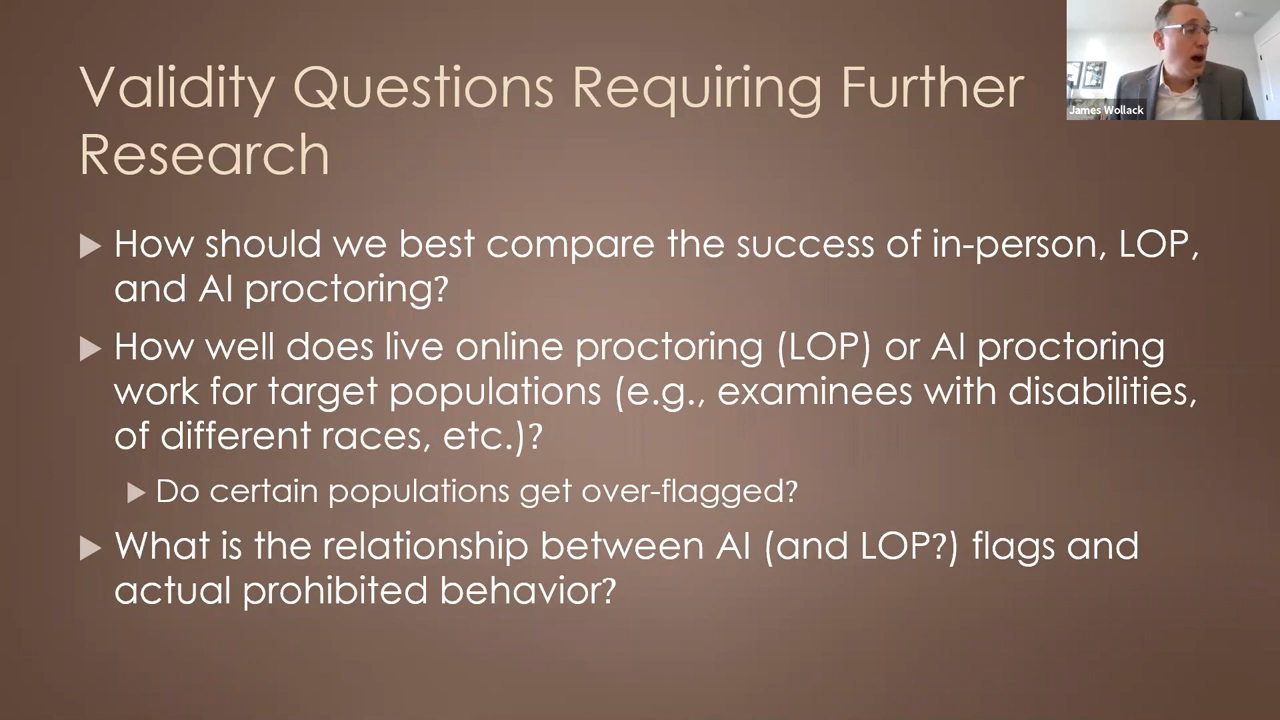 Validity Questions Requiring Further
Research
James Wollack
How should we best compare the success of in-person, LOP,
and AI proctoring?
How well does live online proctoring (LOP) or AI proctoring
work for target populations (e.g., examinees with disabilities,
of different races, etc.)?
Do certain populations get over-flagged?
What is the relationship between AI (and LOP?) flags and
actual prohibited behavior?